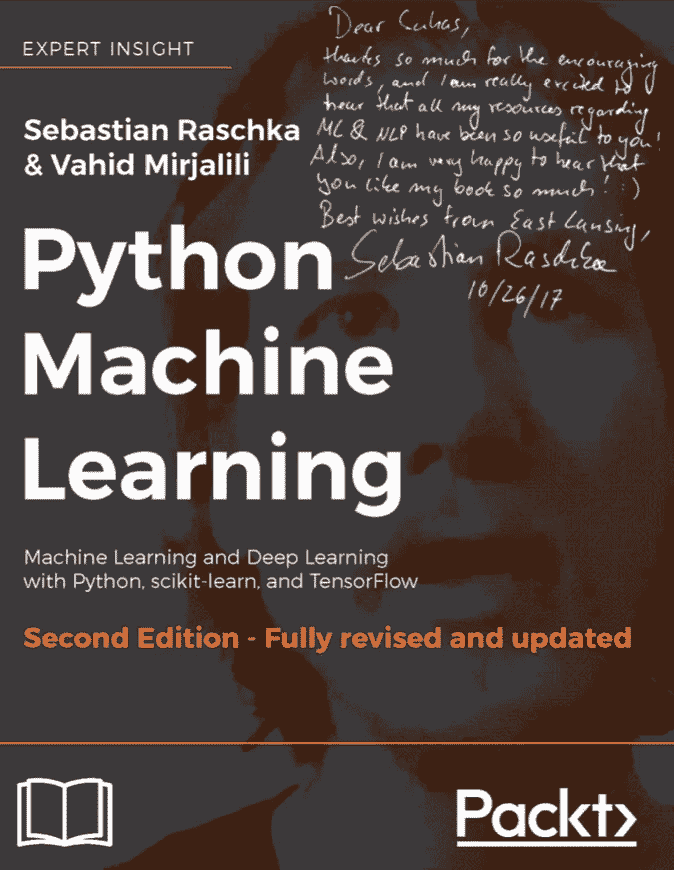 EXPERT INSIGHT
Dear Suhas,
thanks so much for the encouraging
words, and I am really excited to
hear that all my resources regarding
ML & NLP have been so useful to you!
Also, I am very happy to hear that
you like my book so much! :)
Best wishes from East Lansing,
Sebastian Raschka
10/26/17
Sebastian Raschka
& Vahid Mirjalili
Python
Machine
Learning
Machine Learning and Deep Learning
with Python, scikit-learn, and TensorFlow
Second Edition - Fully revised and updated
Packt>